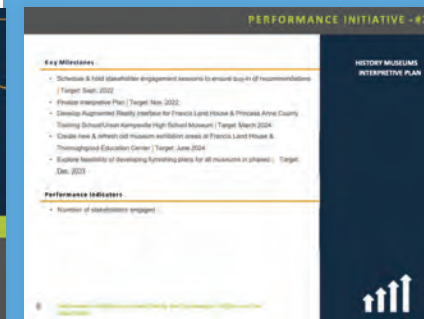 PERFORMANCE INITIATIVE -#
HISTORY MUSEUMS
INTERPRETIVE PLAN
Key Milestones
• Schedule & hold stakeholder engagement sessions to ensure buy-in of recommendations
| Target: Sept. 2022
• Finalize Interpretive Plan | Target: Nov. 2022
• Develop Augmented Reality Interface for Francis Land House & Princess Anne County
Training School/Union Kempsville High School Museum | Target: March 2024
• Create new & refresh old museum exhibition areas at Francis Land House &
Thoroughgood Education Center | Target: June 2024
• Explore feasibility of developing furnishing plans for all museums in phases | Target:
Dec. 2023
Performance Indicators
• Number of stakeholders engaged